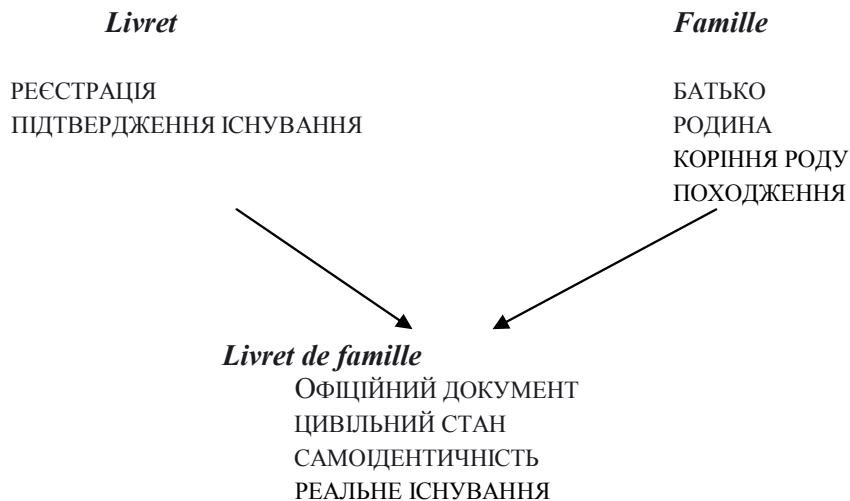 Livret
РЕЄСТРАЦІЯ
ПІДТВЕРДЖЕННЯ ІСНУВАННЯ
Famille
БАТЬКО
РОДИНА
КОРІННЯ РОДУ
ПОХОДЖЕННЯ
Livret de famille
ОФІЦІЙНИЙ ДОКУМЕНТ
ЦИВІЛЬНИЙ СТАН
САМОІДЕНТИЧНІСТЬ
РЕАЛЬНЕ ІСНУВАННЯ